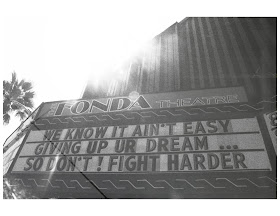 FONDA THEATRE
WE KNOW IT AIN'T EASY
GIVING UP UR DREAM ...
SO DON'T ! FIGHT HARDER